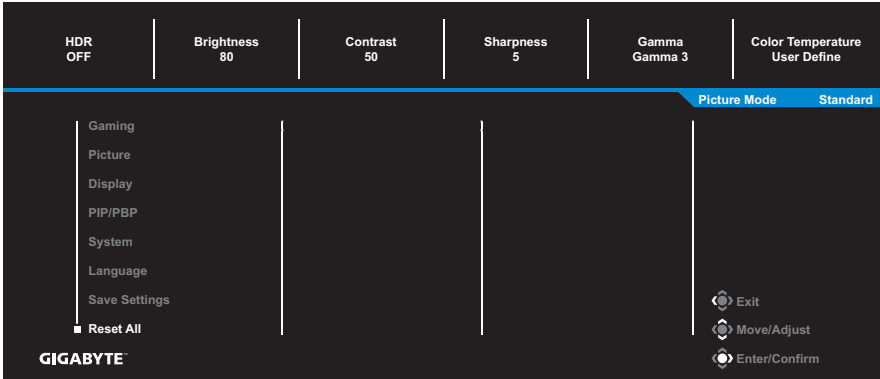 HDR Brightness Contrast Sharpness Gamma Color Temperature
OFF 80 50 5 Gamma 3 User Define
Picture Mode Standard
Gaming
Picture
Display
PIP/PBP
System
Language
Save Settings
Exit
Reset All
Move/Adjust
GIGABYTE
Enter/Confirm